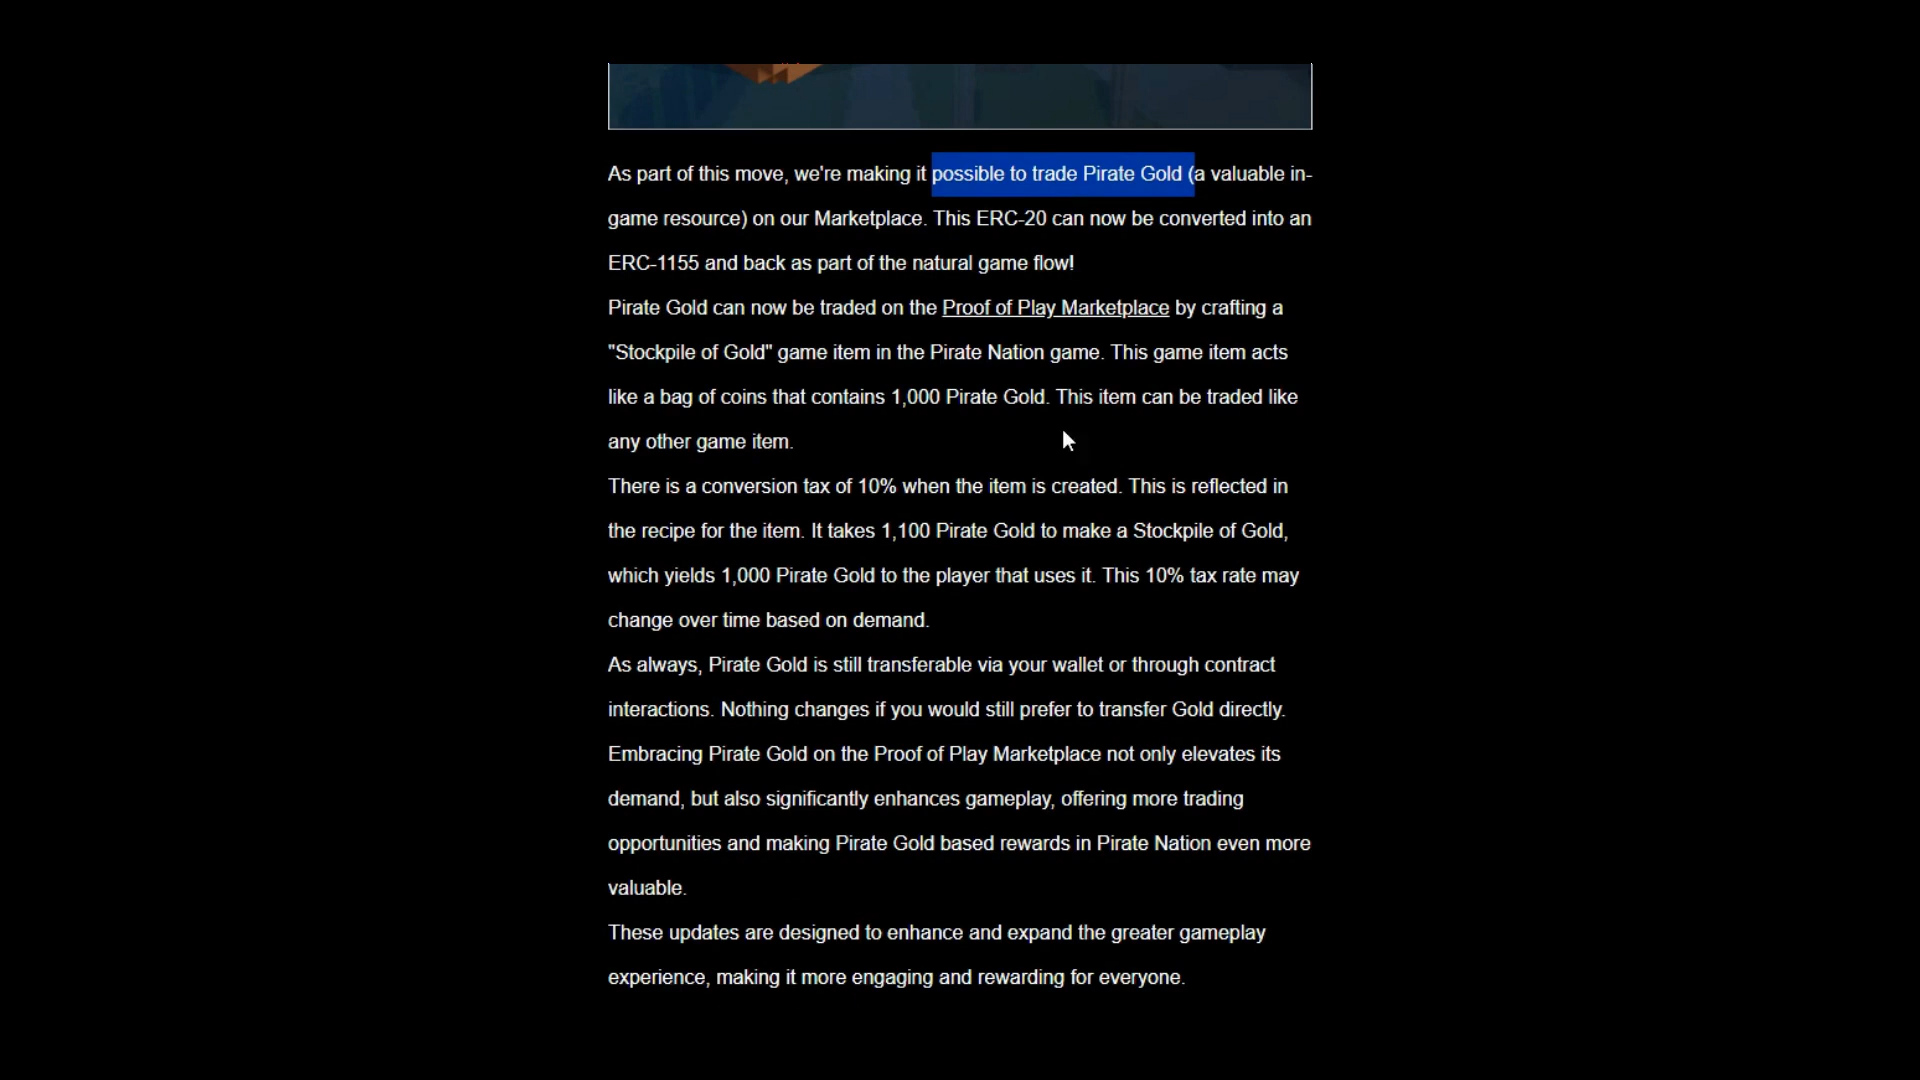 As part of this move, we're making it possible to trade Pirate Gold (a valuable in-
game resource) on our Marketplace. This ERC-20 can now be converted into an
ERC-1155 and back as part of the natural game flow!
Pirate Gold can now be traded on the Proof of Play Marketplace by crafting a
"Stockpile of Gold" game item in the Pirate Nation game. This game item acts
like a bag of coins that contains 1,000 Pirate Gold. This item can be traded like
any other game item.
There is a conversion tax of 10% when the item is created. This is reflected in
the recipe for the item. It takes 1,100 Pirate Gold to make a Stockpile of Gold,
which yields 1,000 Pirate Gold to the player that uses it. This 10% tax rate may
change over time based on demand.
As always, Pirate Gold is still transferable via your wallet or through contract
interactions. Nothing changes if you would still prefer to transfer Gold directly.
Embracing Pirate Gold on the Proof of Play Marketplace not only elevates its
demand, but also significantly enhances gameplay, offering more trading
opportunities and making Pirate Gold based rewards in Pirate Nation even more
valuable.
These updates are designed to enhance and expand the greater gameplay
experience, making it more engaging and rewarding for everyone.